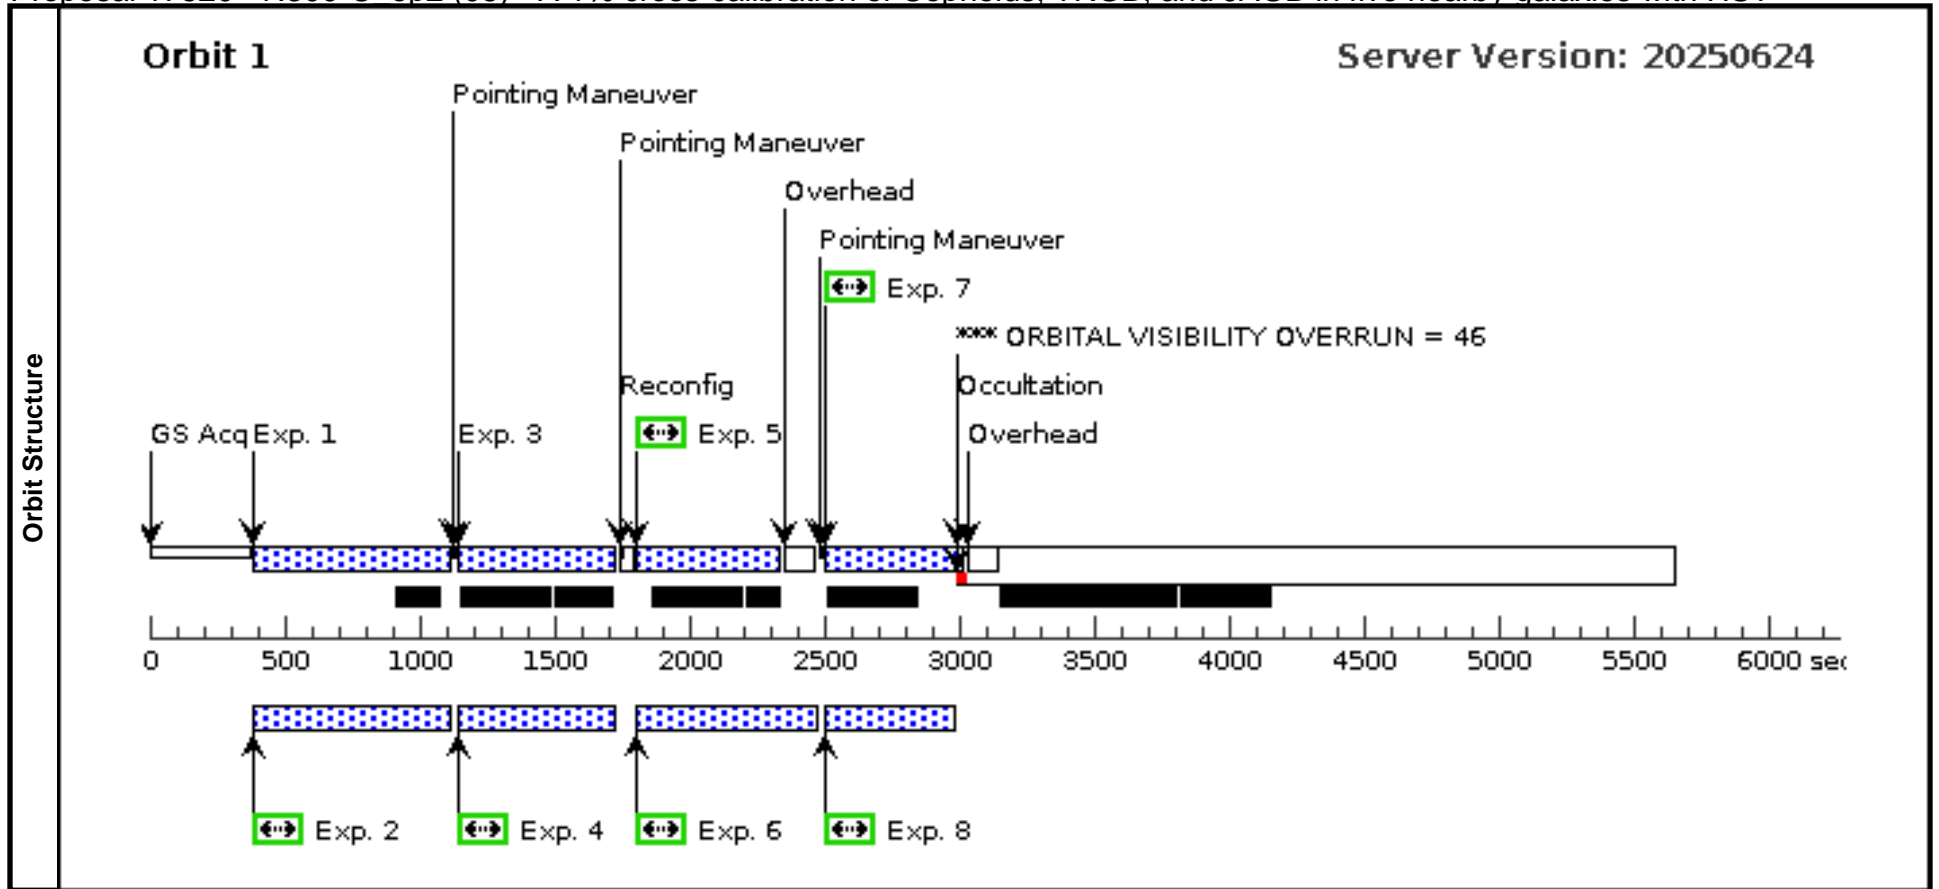 Orbit 1
Server Version: 20250624
Pointing Maneuver
Pointing Maneuver
Overhead
Pointing Maneuver
Exp. 7
*** ORBITAL VISIBILITY OVERRUN = 46
Reconfig
Occultation
GS Acq
Exp. 1
Exp. 3
Exp. 5
Overhead
Orbit Structure
0 500 1000 1500 2000 2500 3000 3500 4000 4500 5000 5500 6000 sec
Exp. 2
Exp. 4
Exp. 6
Exp. 8